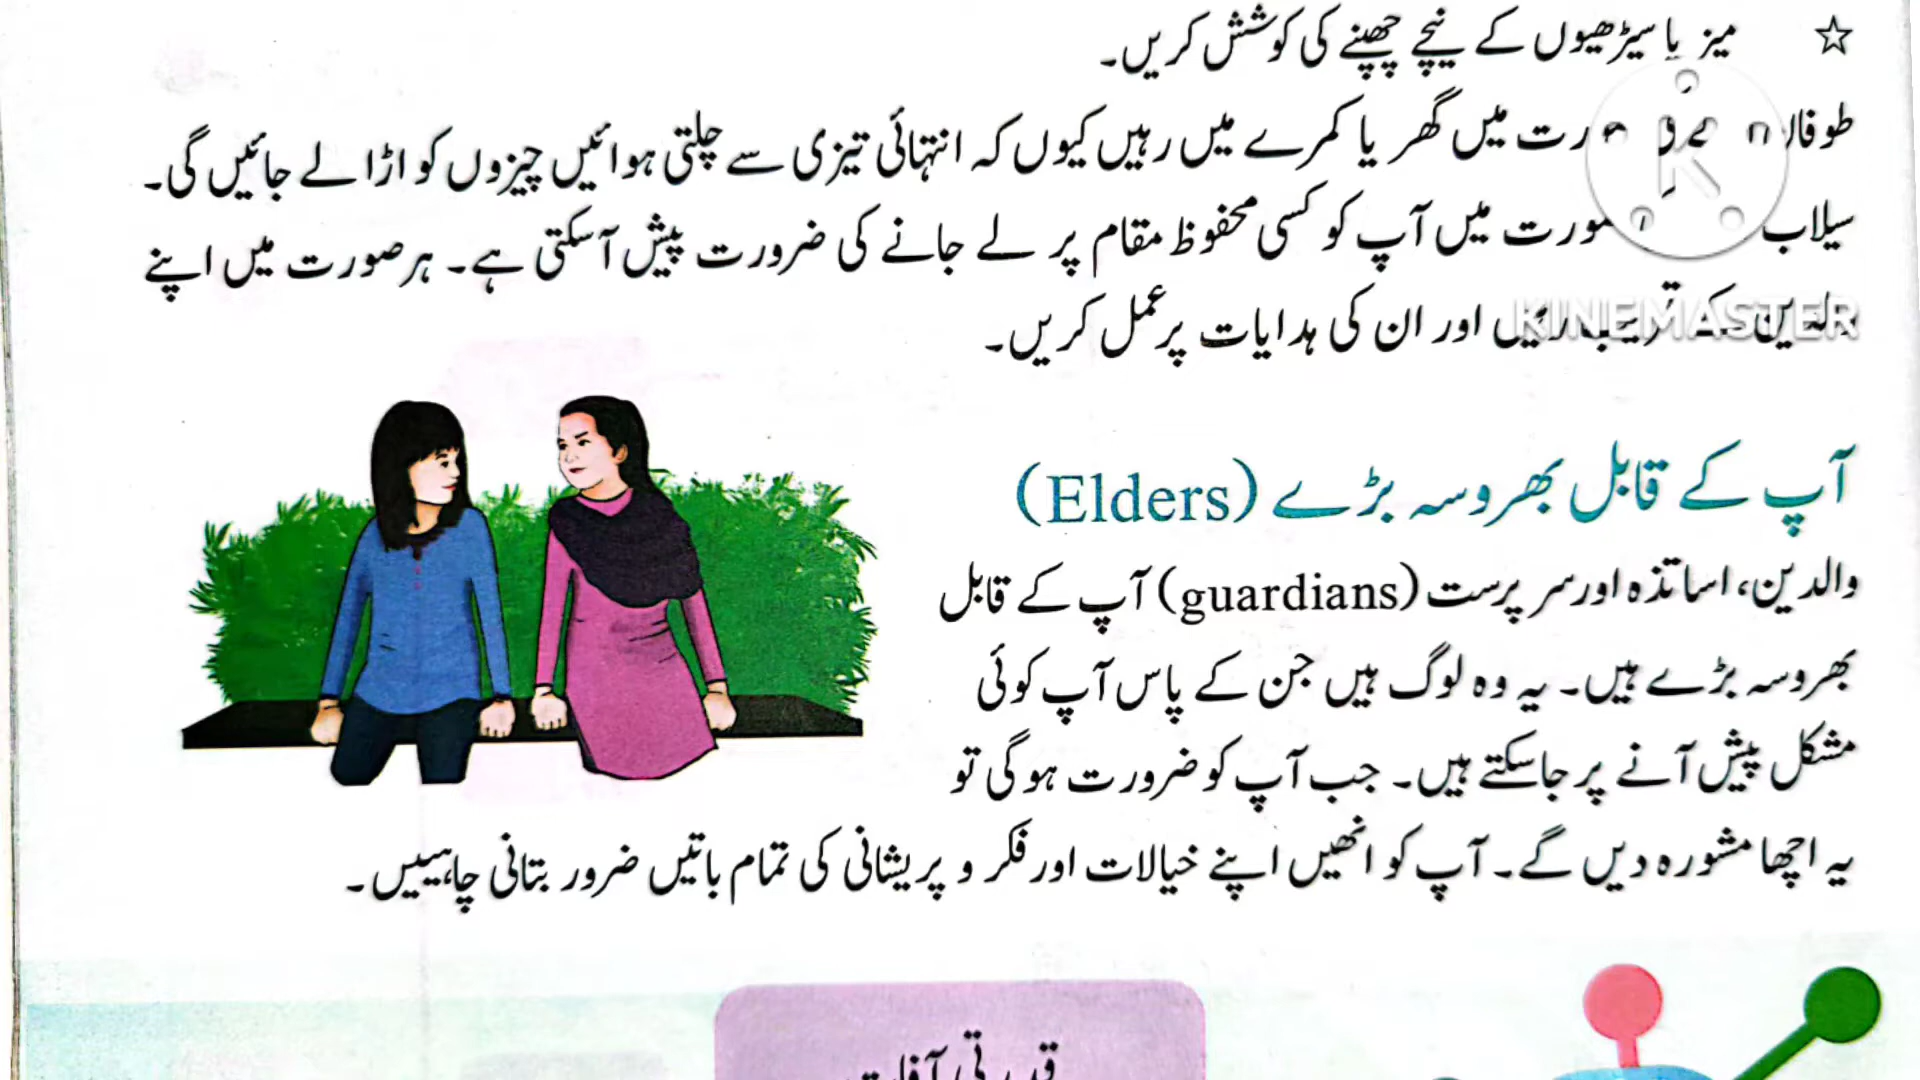 ☆ میز یا سیڑھیوں کے نیچے چھپنے کی کوشش کریں۔
میں گھر یا کمرے میں رہیں کیوں کہ انتہائی تیزی سے چلتی ہوائیں چیزوں کو اڑا لے جائیں گی۔
سیلاب صورت میں آپ کو کسی محفوظ مقام پر لے جانے کی ضرورت پیش آسکتی ہے۔ ہر صورت میں اپنے
اور ان کی ہدایات پر عمل کریں۔
KINEMASTER
آپ کے قابل بھروسہ بڑے (Elders)
والدین، اساتذہ اور سرپرست (guardians) آپ کے قابل
بھروسہ بڑے ہیں۔ یہ وہ لوگ ہیں جن کے پاس آپ کوئی
مشکل پیش آنے پر جاسکتے ہیں۔ جب آپ کو ضرورت ہوگی تو
یہ اچھا مشورہ دیں گے۔ آپ کو انھیں اپنے خیالات اور فکر و پریشانی کی تمام باتیں ضرور بتانی چاہییں۔
قدرتی آفات